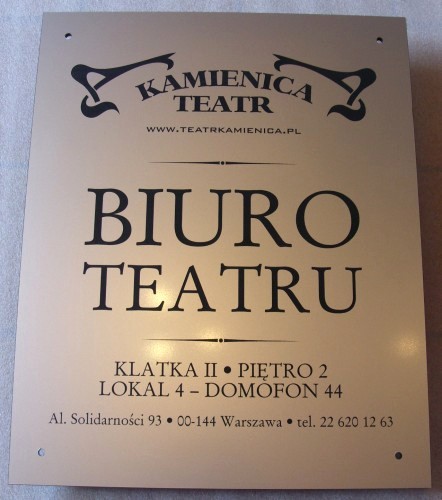 KAMIENICA
TEATR
WWW.TEATRKAMIENICA.PL
BIURO
TEATRU
KLATKA II • PIĘTRO 2
LOKAL 4 – DOMOFON 44
Al. Solidarności 93 • 00-144 Warszawa • tel. 22 620 12 63